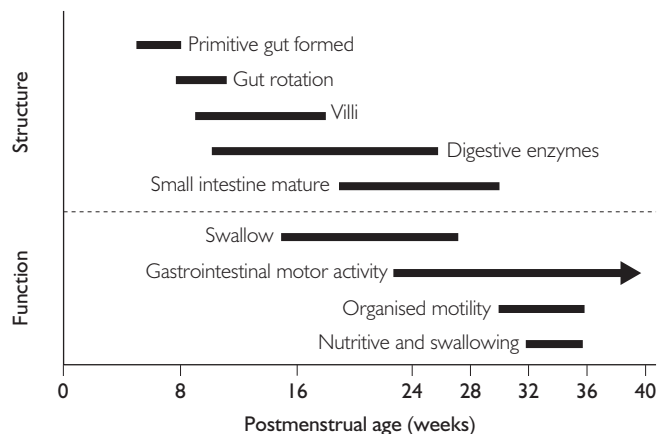 Structure
Primitive gut formed
Gut rotation
Villi
Digestive enzymes
Small intestine mature
Function
Swallow
Gastrointestinal motor activity
Organised motility
Nutritive and swallowing
0 8 16 24 28 32 36 40
Postmenstrual age (weeks)